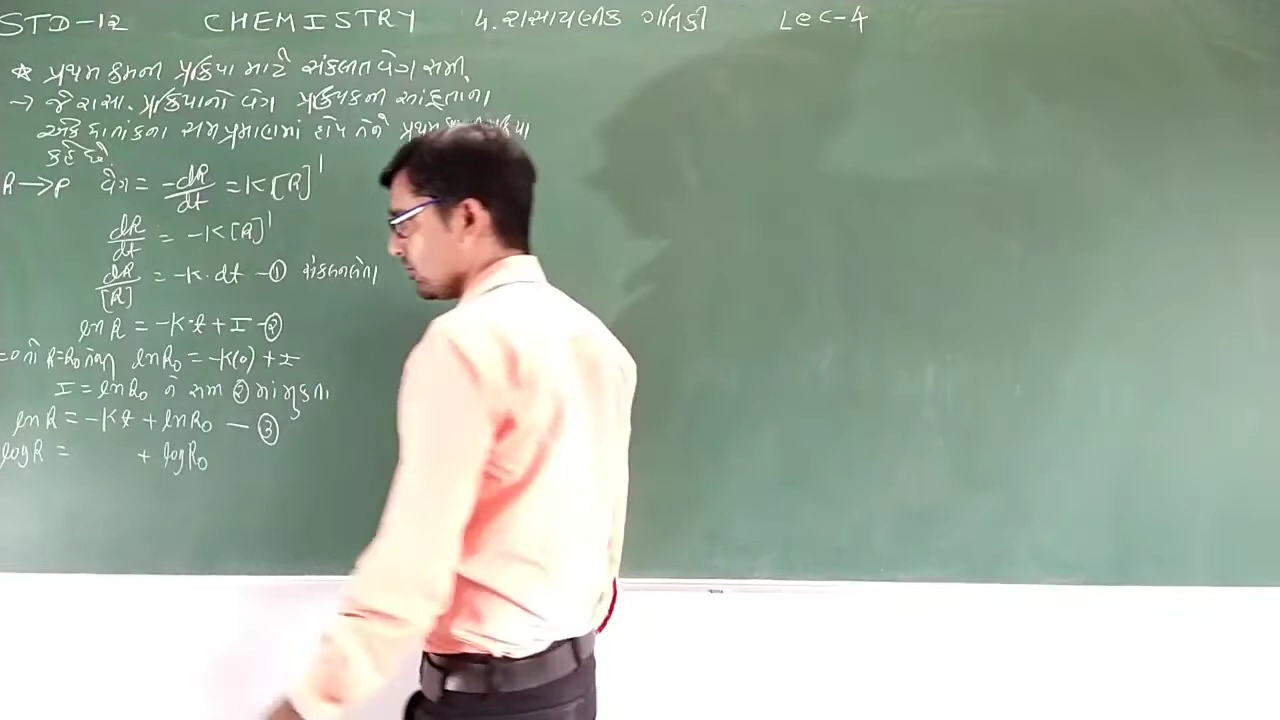 STD-12 CHEMISTRY 4. રાસાયણીક ગતિકી Lec-4
* પ્રથમ ક્રમની પ્રક્રિયા માટે સંકલીત વેગ સમી.
→ જે રાસા. પ્રક્રિયાનો વેગ પ્રક્રિયકની સાંદ્રતાના
એક ઘાતાંકના સમપ્રમાણમાં હોય તેને પ્રથમ
કહે છે.
R → P વેગ = -dR/dt = K[R]¹
dR/dt = -K[R]¹
dR/[R] = -K·dt -① સંકલન લેતા
ln R = -K·t + I -②
=0 તો R=R₀ ln R₀ = -K(0) + I
I = ln R₀ ને સમી ② માં મુકતા
ln R = -Kt + ln R₀ — ③
log R = + log R₀